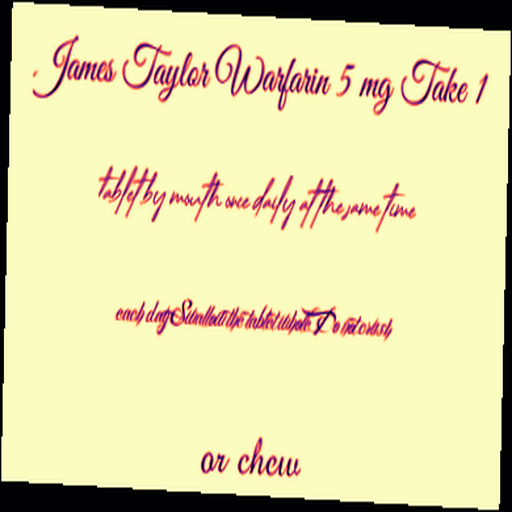 James Taylor Warfarin 5 mg Take 1
tablet by mouth once daily at the same time
each day Swallow the tablet whole. Do not crush
or chew